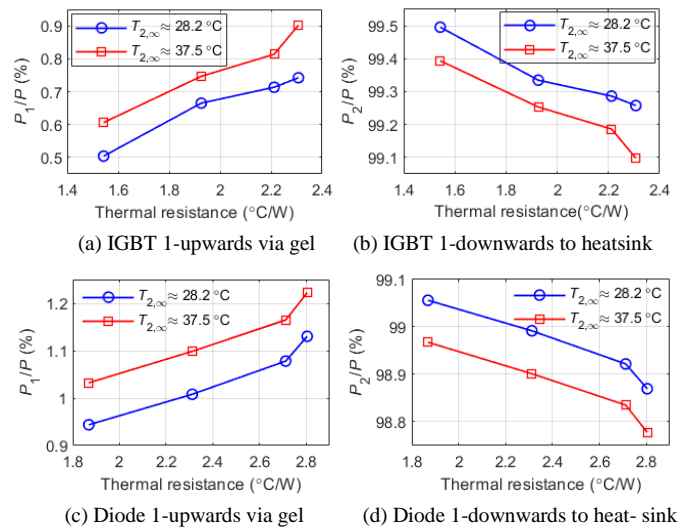 0.9
0.8
0.7
0.6
0.5
P1/P (%)
T2,∞ ≈ 28.2 °C
T2,∞ ≈ 37.5 °C
1.4 1.6 1.8 2 2.2 2.4
Thermal resistance (°C/W)
(a) IGBT 1-upwards via gel
99.5
99.4
99.3
99.2
99.1
P2/P (%)
T2,∞ ≈ 28.2 °C
T2,∞ ≈ 37.5 °C
1.4 1.6 1.8 2 2.2 2.4
Thermal resistance (°C/W)
(b) IGBT 1-downwards to heatsink
1.2
1.1
1
0.9
P1/P (%)
T2,∞ ≈ 28.2 °C
T2,∞ ≈ 37.5 °C
1.8 2 2.2 2.4 2.6 2.8
Thermal resistance (°C/W)
(c) Diode 1-upwards via gel
99.1
99
98.9
98.8
P2/P (%)
T2,∞ ≈ 28.2 °C
T2,∞ ≈ 37.5 °C
1.8 2 2.2 2.4 2.6 2.8
Thermal resistance (°C/W)
(d) Diode 1-downwards to heat- sink